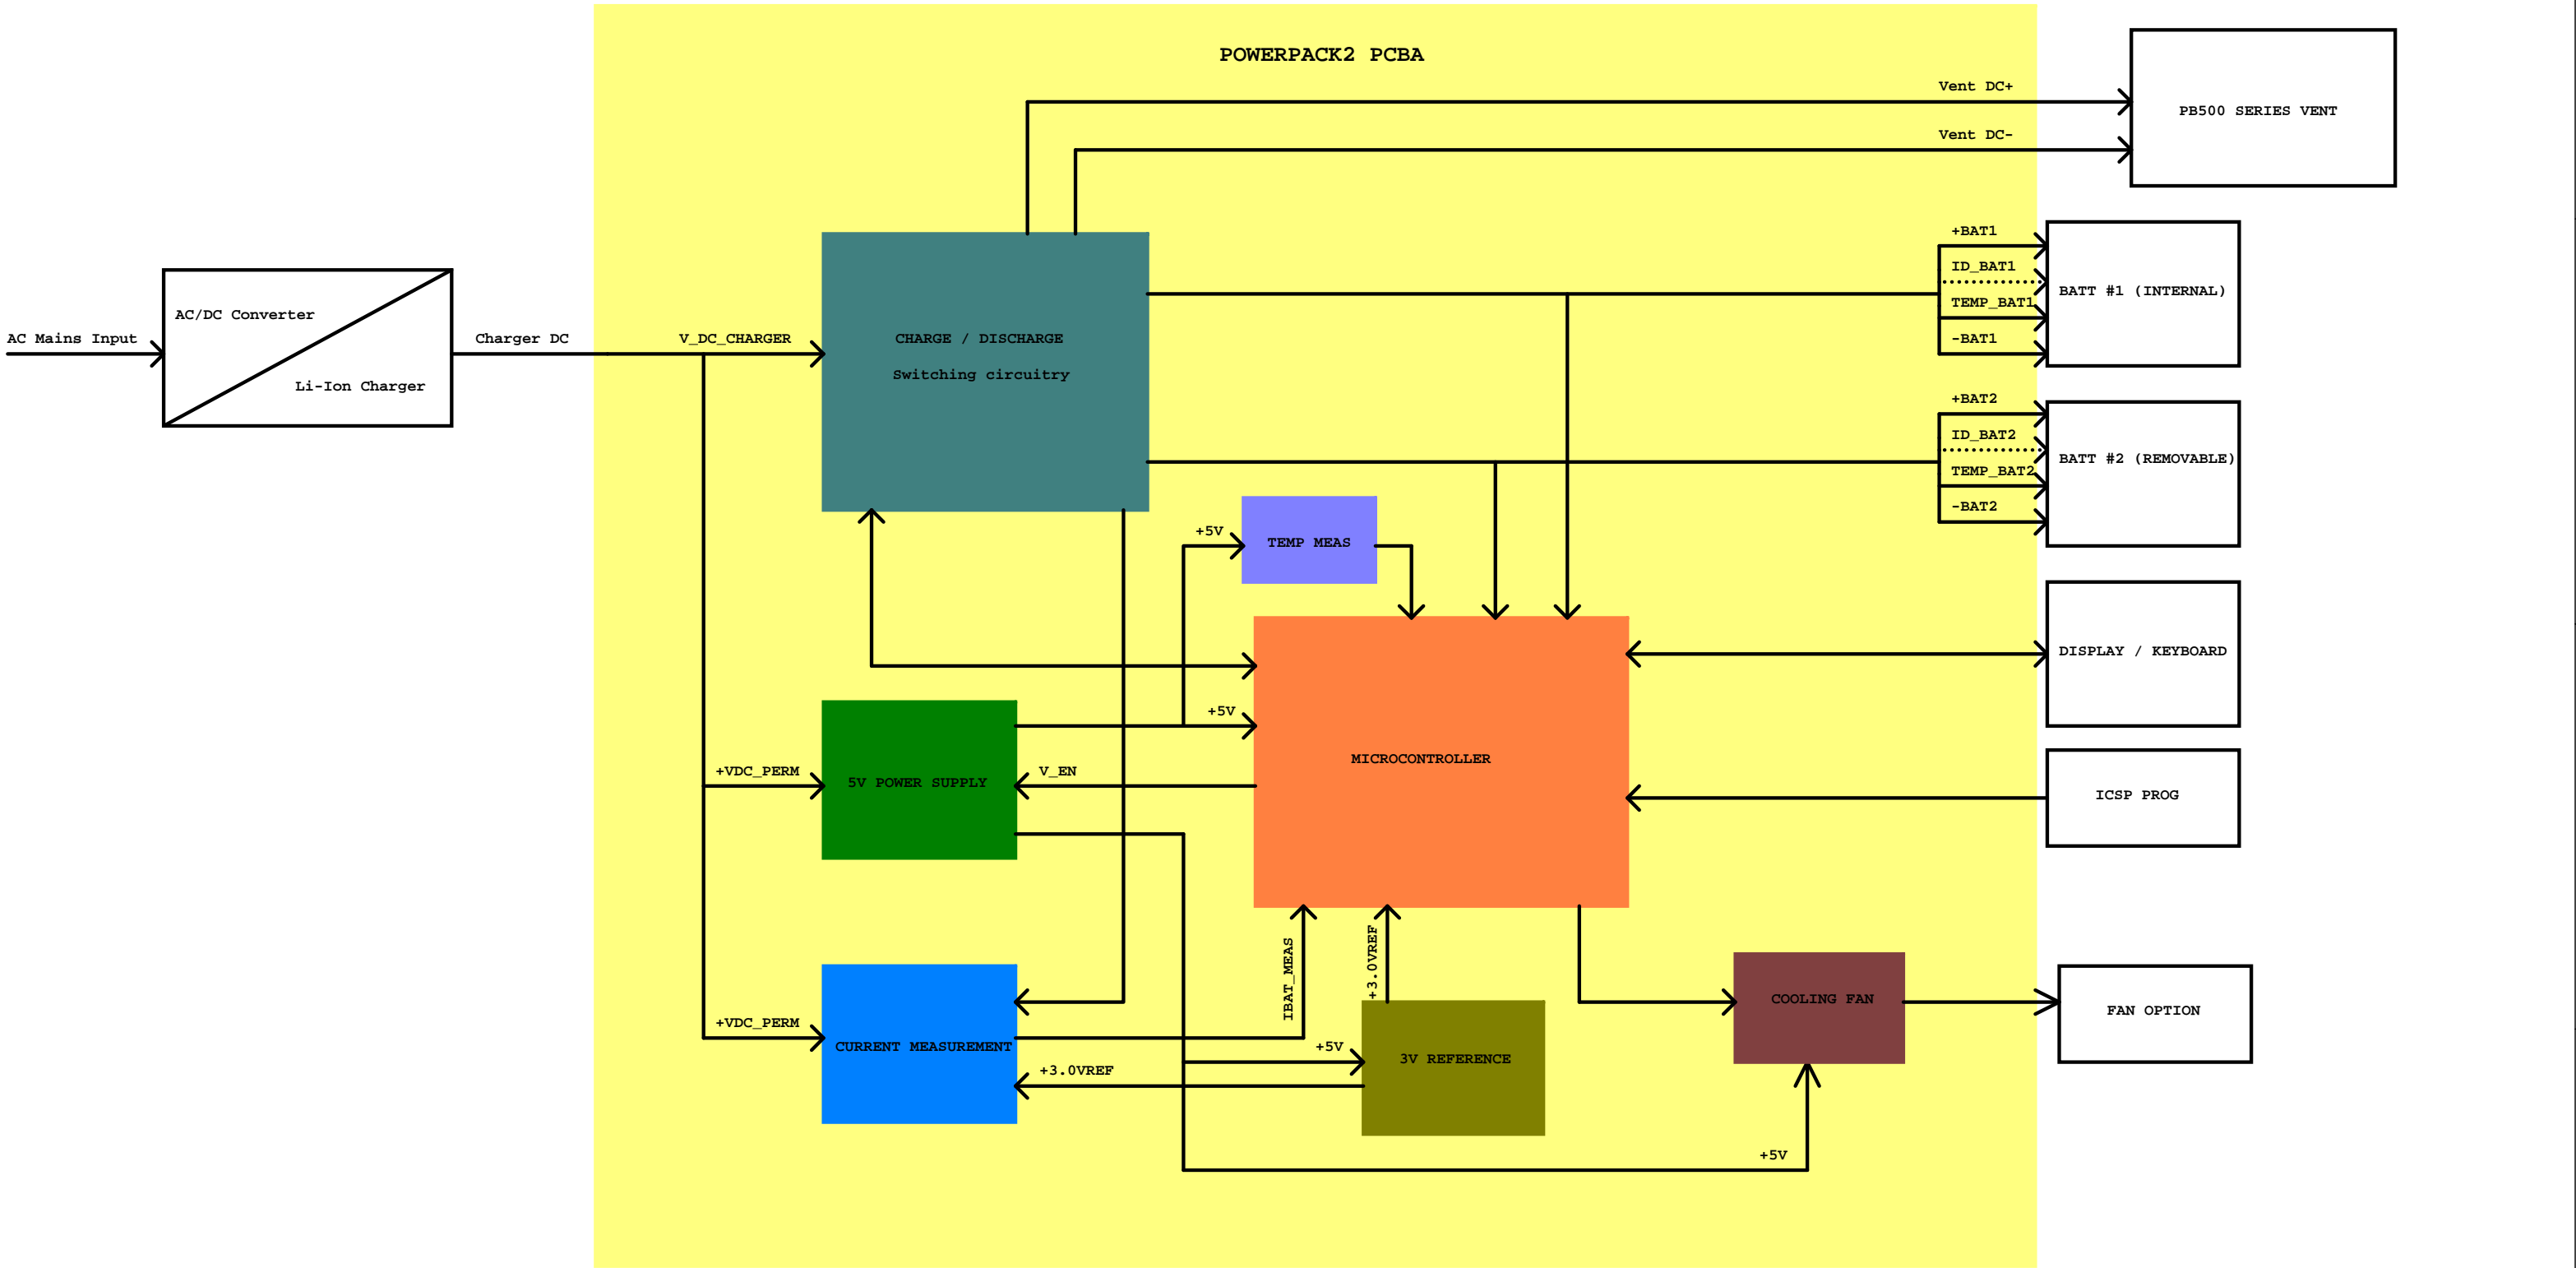 POWERPACK2 PCBA
Vent DC+
PB500 SERIES VENT
Vent DC-
+BAT1
ID_BAT1
BATT #1 (INTERNAL)
TEMP_BAT1
-BAT1
AC/DC Converter
AC Mains Input
Li-Ion Charger
Charger DC
V_DC_CHARGER
CHARGE / DISCHARGE
Switching circuitry
+BAT2
ID_BAT2
BATT #2 (REMOVABLE)
TEMP_BAT2
-BAT2
+5V
TEMP MEAS
DISPLAY / KEYBOARD
+5V
MICROCONTROLLER
+VDC_PERM
5V POWER SUPPLY
V_EN
ICSP PROG
IBAT_MEAS
+3.0VREF
COOLING FAN
FAN OPTION
+VDC_PERM
CURRENT MEASUREMENT
+5V
3V REFERENCE
+3.0VREF
+5V